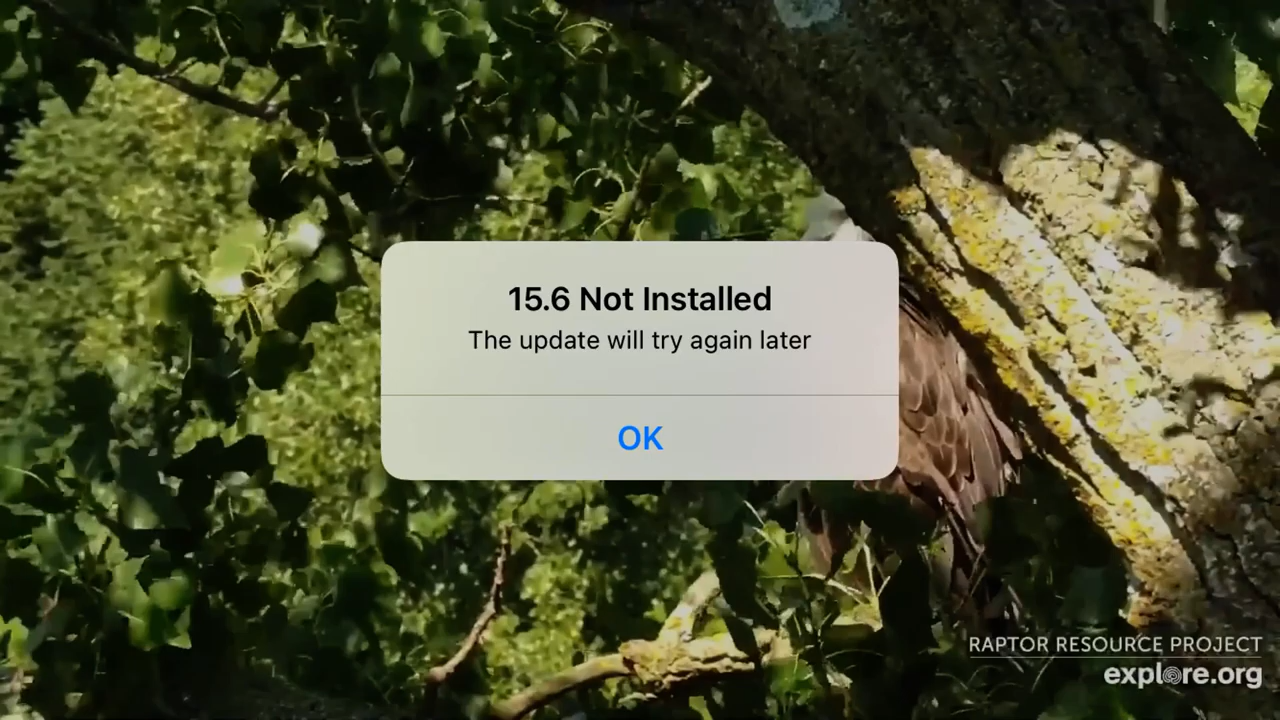 15.6 Not Installed
The update will try again later
OK
RAPTOR RESOURCE PROJECT
explore.org